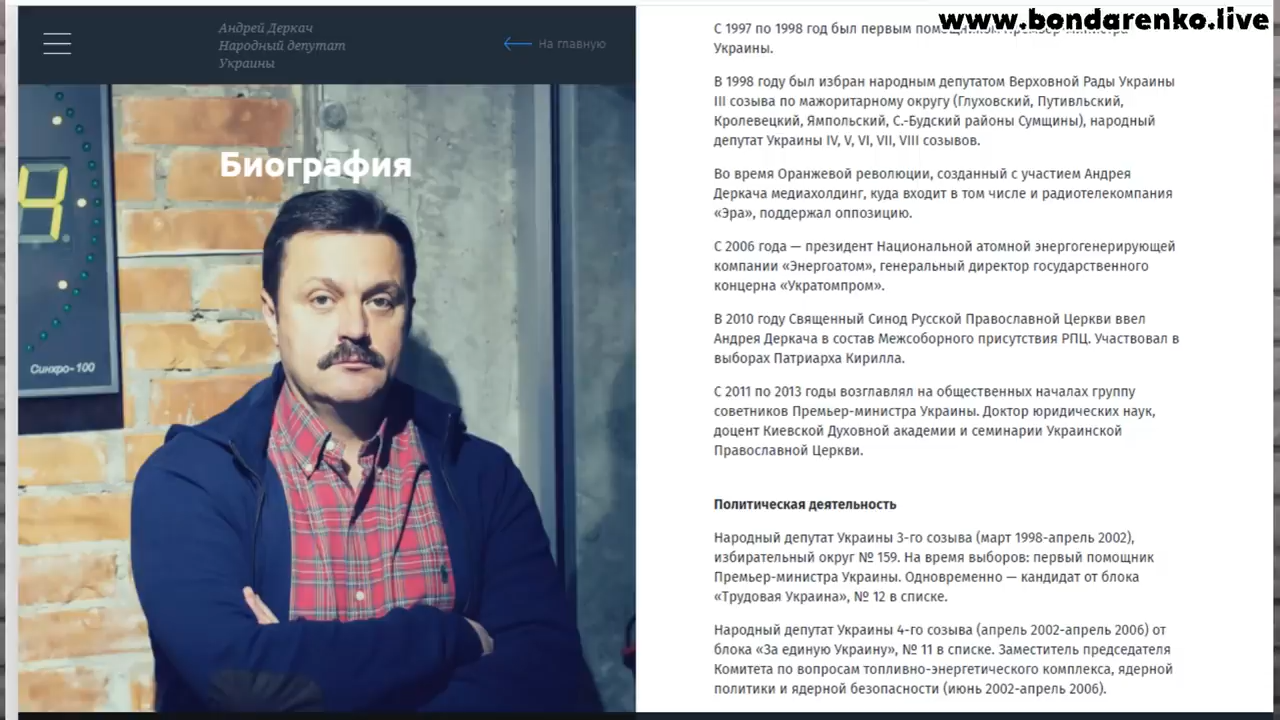 www.bondarenko.live
Андрей Деркач
Народный депутат
Украины
На главную
Биография
4
Синхро-100
С 1997 по 1998 год был первым помощником Премьер-министра
Украины.
В 1998 году был избран народным депутатом Верховной Рады Украины
III созыва по мажоритарному округу (Глуховский, Путивльский,
Кролевецкий, Ямпольский, С.-Будский районы Сумщины), народный
депутат Украины IV, V, VI, VII, VIII созывов.
Во время Оранжевой революции, созданный с участием Андрея
Деркача медиахолдинг, куда входит в том числе и радиотелекомпания
«Эра», поддержал оппозицию.
С 2006 года — президент Национальной атомной энергогенерирующей
компании «Энергоатом», генеральный директор государственного
концерна «Укратомпром».
В 2010 году Священный Синод Русской Православной Церкви ввел
Андрея Деркача в состав Межсоборного присутствия РПЦ. Участвовал в
выборах Патриарха Кирилла.
С 2011 по 2013 годы возглавлял на общественных началах группу
советников Премьер-министра Украины. Доктор юридических наук,
доцент Киевской Духовной академии и семинарии Украинской
Православной Церкви.
Политическая деятельность
Народный депутат Украины 3-го созыва (март 1998-апрель 2002),
избирательный округ № 159. На время выборов: первый помощник
Премьер-министра Украины. Одновременно — кандидат от блока
«Трудовая Украина», № 12 в списке.
Народный депутат Украины 4-го созыва (апрель 2002-апрель 2006) от
блока «За единую Украину», № 11 в списке. Заместитель председателя
Комитета по вопросам топливно-энергетического комплекса, ядерной
политики и ядерной безопасности (июнь 2002-апрель 2006).